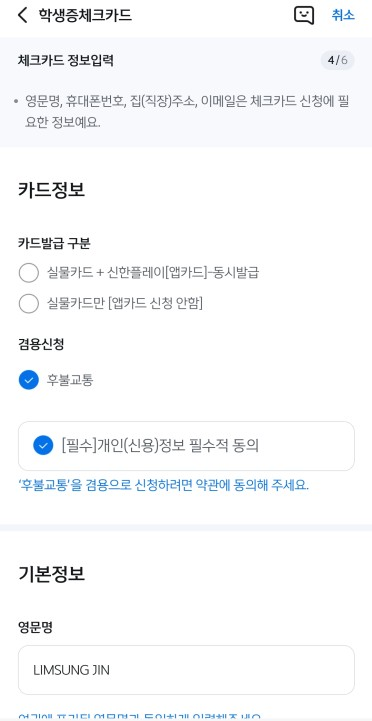 학생증체크카드
취소
체크카드 정보입력
4/6
• 영문명, 휴대폰번호, 집(직장)주소, 이메일은 체크카드 신청에 필
요한 정보예요.
카드정보
카드발급 구분
실물카드 + 신한플레이[앱카드]-동시발급
실물카드만 [앱카드 신청 안함]
겸용신청
후불교통
[필수]개인(신용)정보 필수적 동의
'후불교통'을 겸용으로 신청하려면 약관에 동의해 주세요.
기본정보
영문명
LIMSUNG JIN